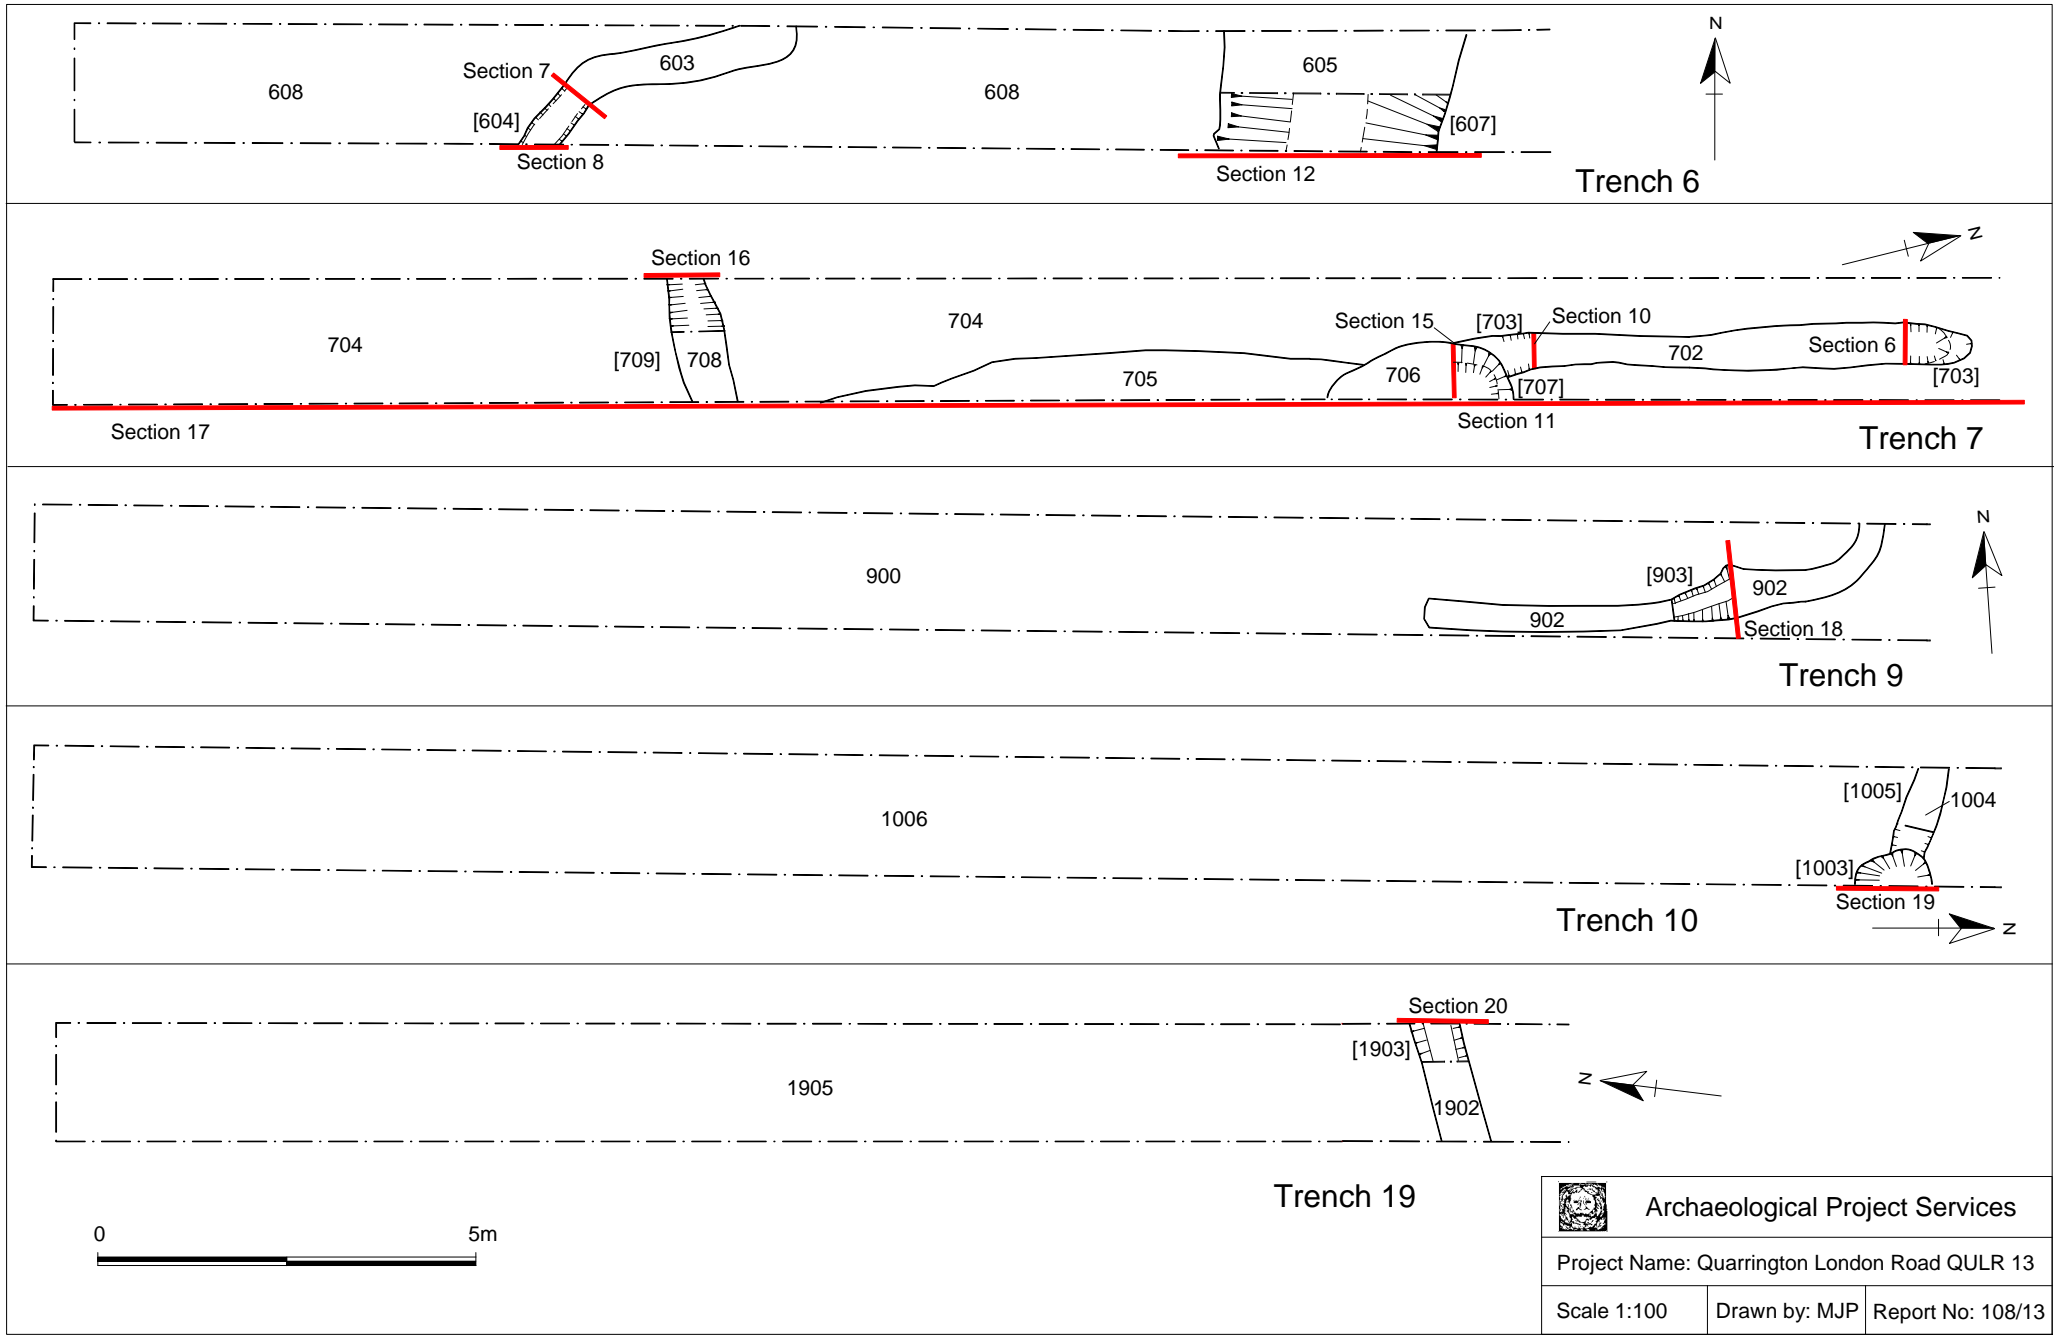 N
Section 7
603
605
608
608
[604]
[607]
Section 8
Section 12
Trench 6
N
Section 16
Section 15
[703]
Section 10
704
704
[709]
708
702
Section 6
705
706
[707]
[703]
Section 17
Section 11
Trench 7
N
900
[903]
902
902
Section 18
Trench 9
[1005]
1004
1006
[1003]
Section 19
Trench 10
N
Section 20
[1903]
N
1905
1902
Trench 19
0 5m
Archaeological Project Services
Project Name: Quarrington London Road QULR 13
Scale 1:100
Drawn by: MJP
Report No: 108/13